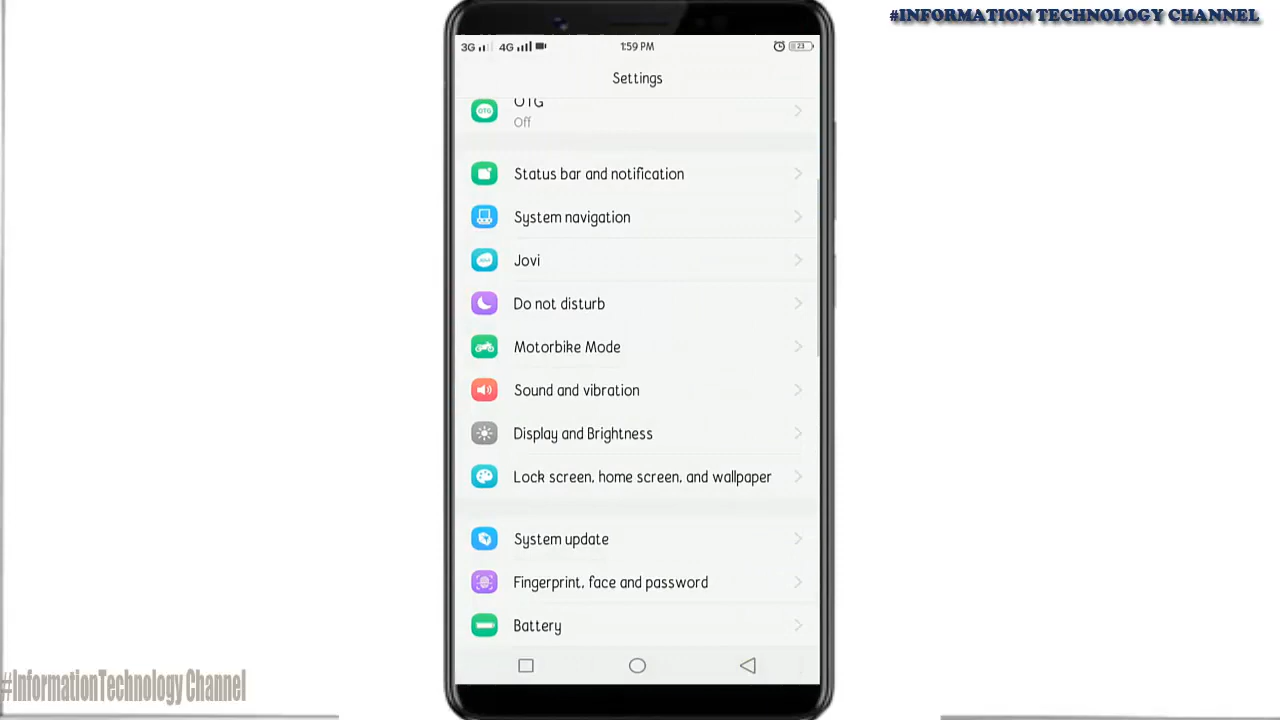 #INFORMATION TECHNOLOGY CHANNEL
3G 4G 1:59 PM 23
Settings
OTG
OTG
Off
Status bar and notification
System navigation
Jovi
Do not disturb
Motorbike Mode
Sound and vibration
Display and Brightness
Lock screen, home screen, and wallpaper
System update
Fingerprint, face and password
Battery
#InformationTechnology Channel